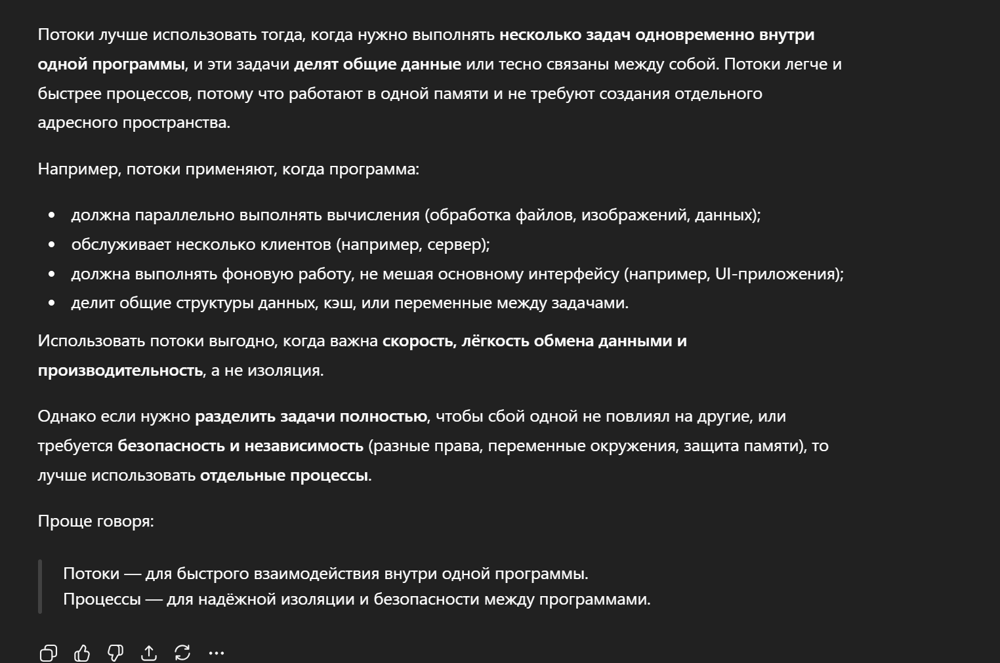 Потоки лучше использовать тогда, когда нужно выполнять несколько задач одновременно внутри
одной программы, и эти задачи делят общие данные или тесно связаны между собой. Потоки легче и
быстрее процессов, потому что работают в одной памяти и не требуют создания отдельного
адресного пространства.
Например, потоки применяют, когда программа:
• должна параллельно выполнять вычисления (обработка файлов, изображений, данных);
• обслуживает несколько клиентов (например, сервер);
• должна выполнять фоновую работу, не мешая основному интерфейсу (например, UI-приложения);
• делит общие структуры данных, кэш, или переменные между задачами.
Использовать потоки выгодно, когда важна скорость, лёгкость обмена данными и
производительность, а не изоляция.
Однако если нужно разделить задачи полностью, чтобы сбой одной не повлиял на другие, или
требуется безопасность и независимость (разные права, переменные окружения, защита памяти), то
лучше использовать отдельные процессы.
Проще говоря:
Потоки — для быстрого взаимодействия внутри одной программы.
Процессы — для надёжной изоляции и безопасности между программами.